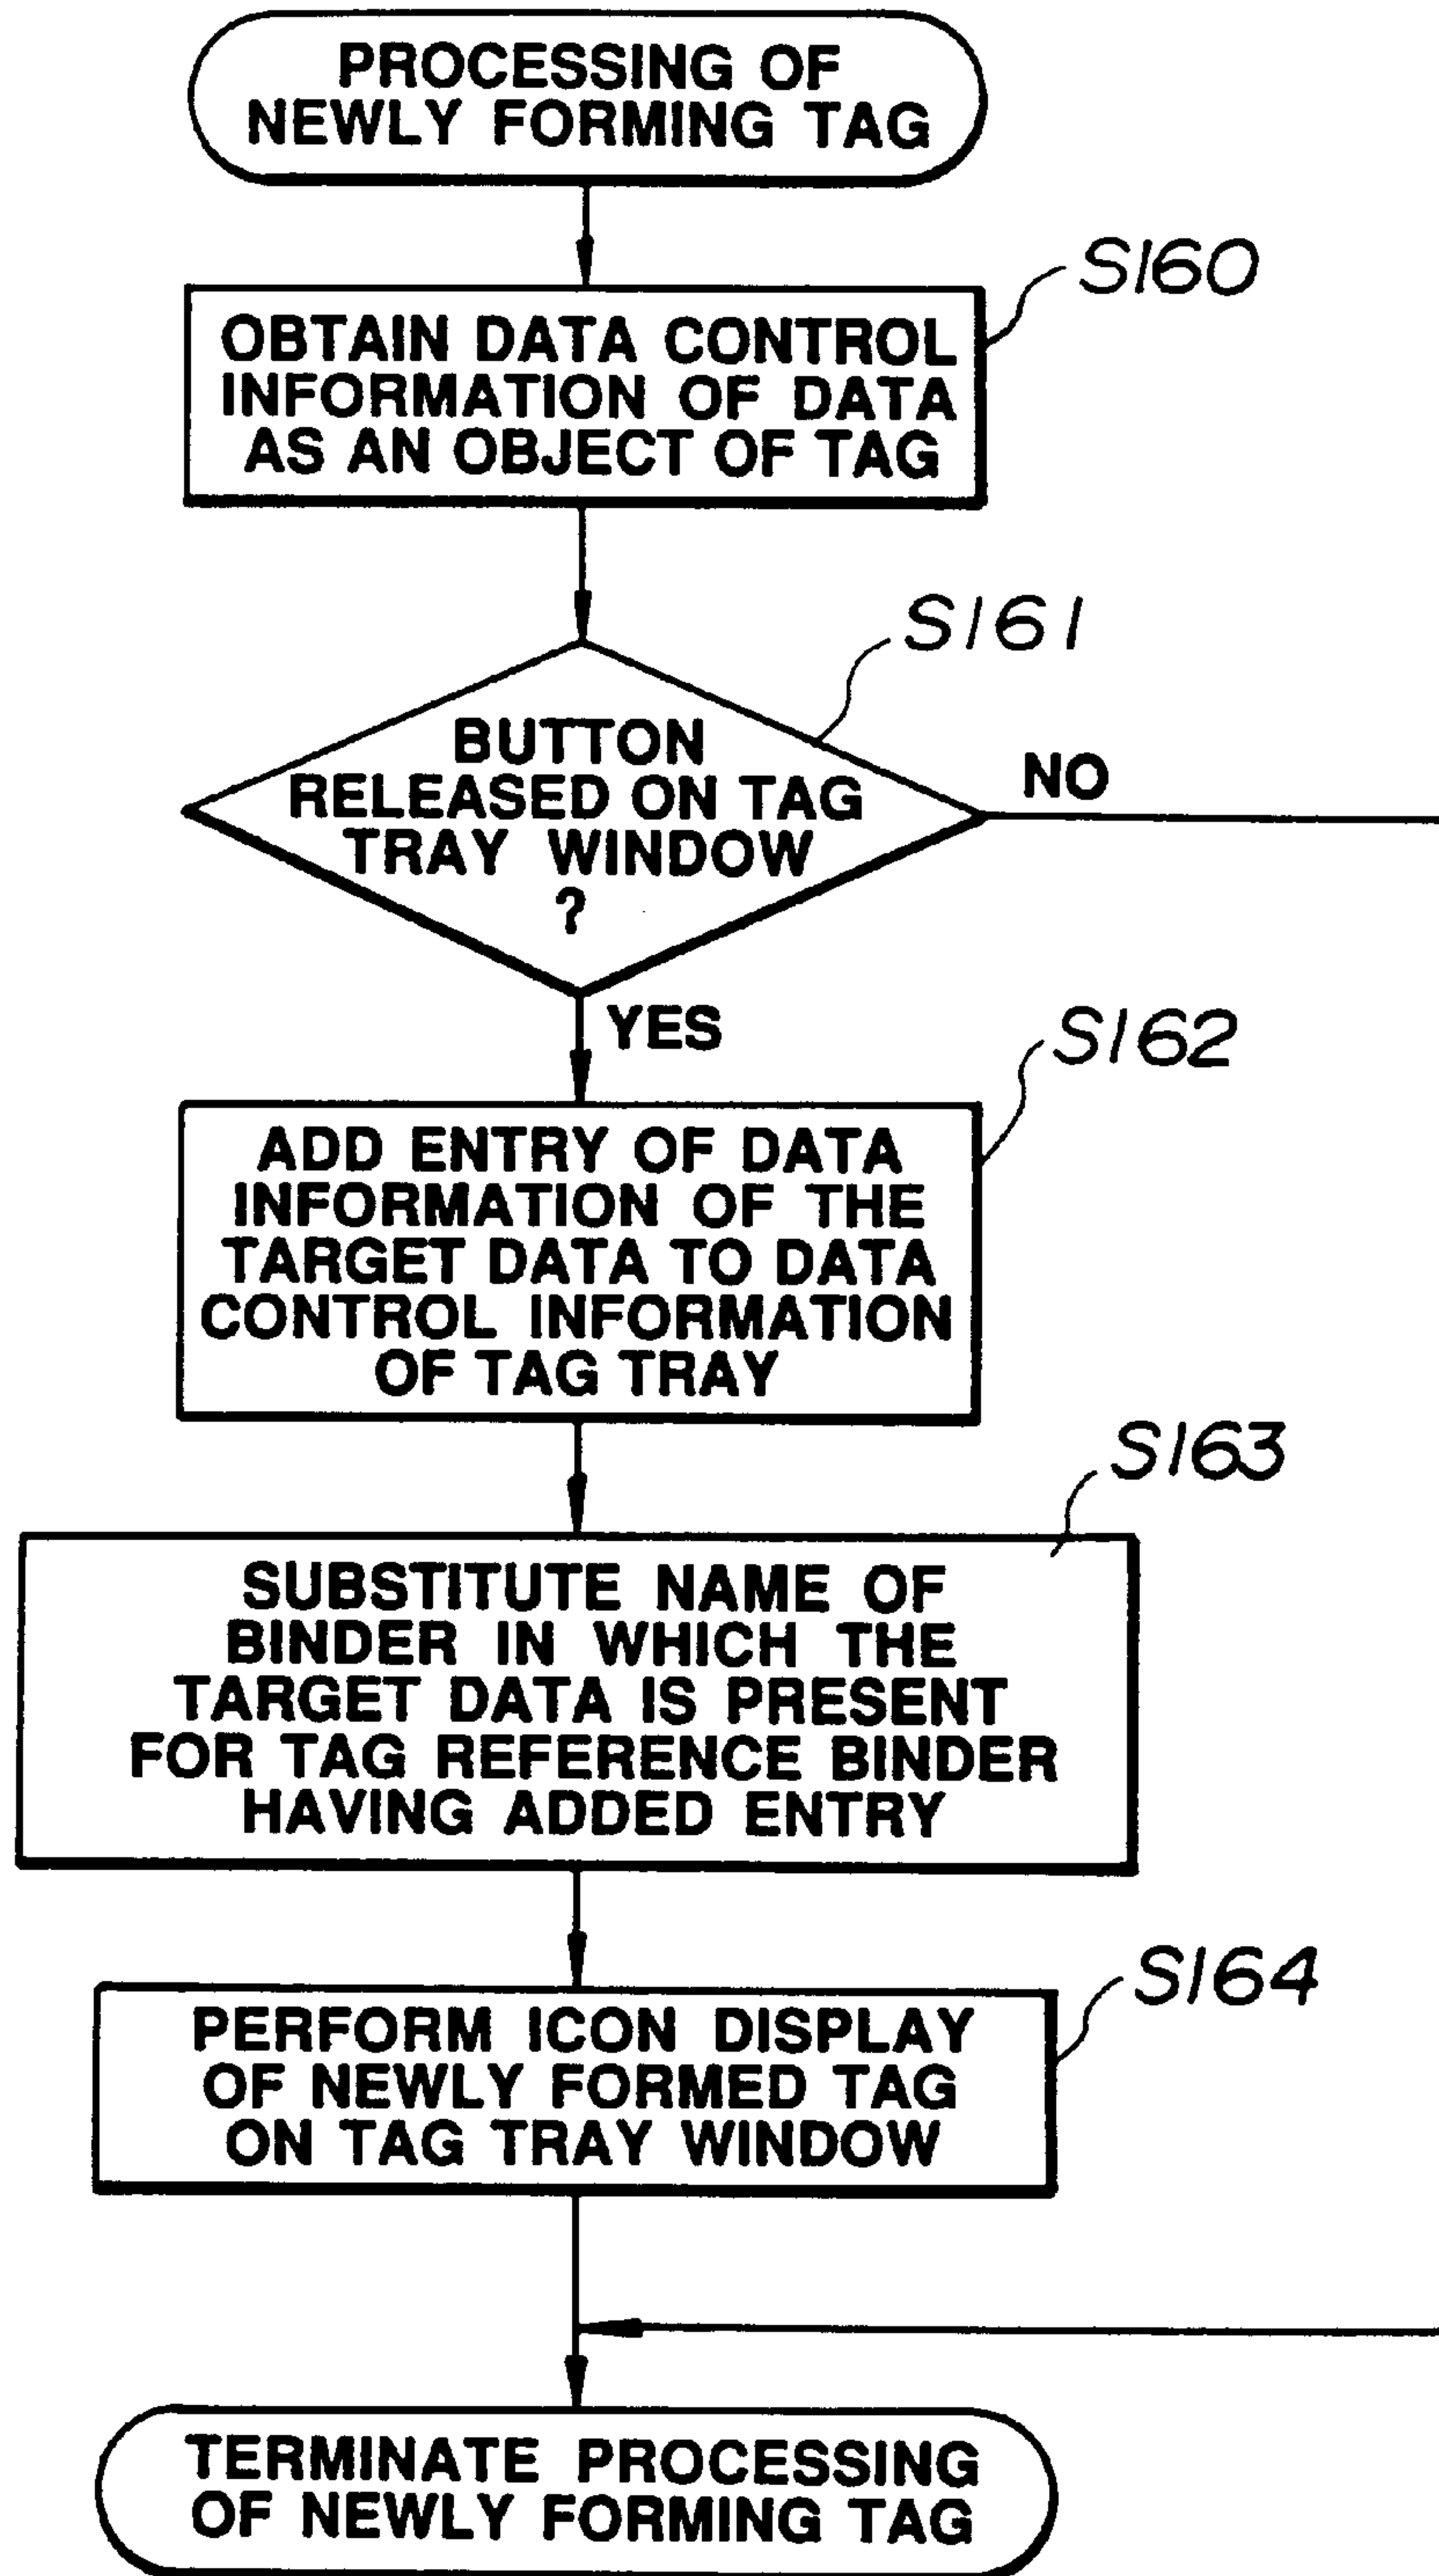 PROCESSING OF
NEWLY FORMING TAG
S160
OBTAIN DATA CONTROL
INFORMATION OF DATA
AS AN OBJECT OF TAG
S161
BUTTON
RELEASED ON TAG
TRAY WINDOW
?
NO
YES
S162
ADD ENTRY OF DATA
INFORMATION OF THE
TARGET DATA TO DATA
CONTROL INFORMATION
OF TAG TRAY
S163
SUBSTITUTE NAME OF
BINDER IN WHICH THE
TARGET DATA IS PRESENT
FOR TAG REFERENCE BINDER
HAVING ADDED ENTRY
S164
PERFORM ICON DISPLAY
OF NEWLY FORMED TAG
ON TAG TRAY WINDOW
TERMINATE PROCESSING
OF NEWLY FORMING TAG